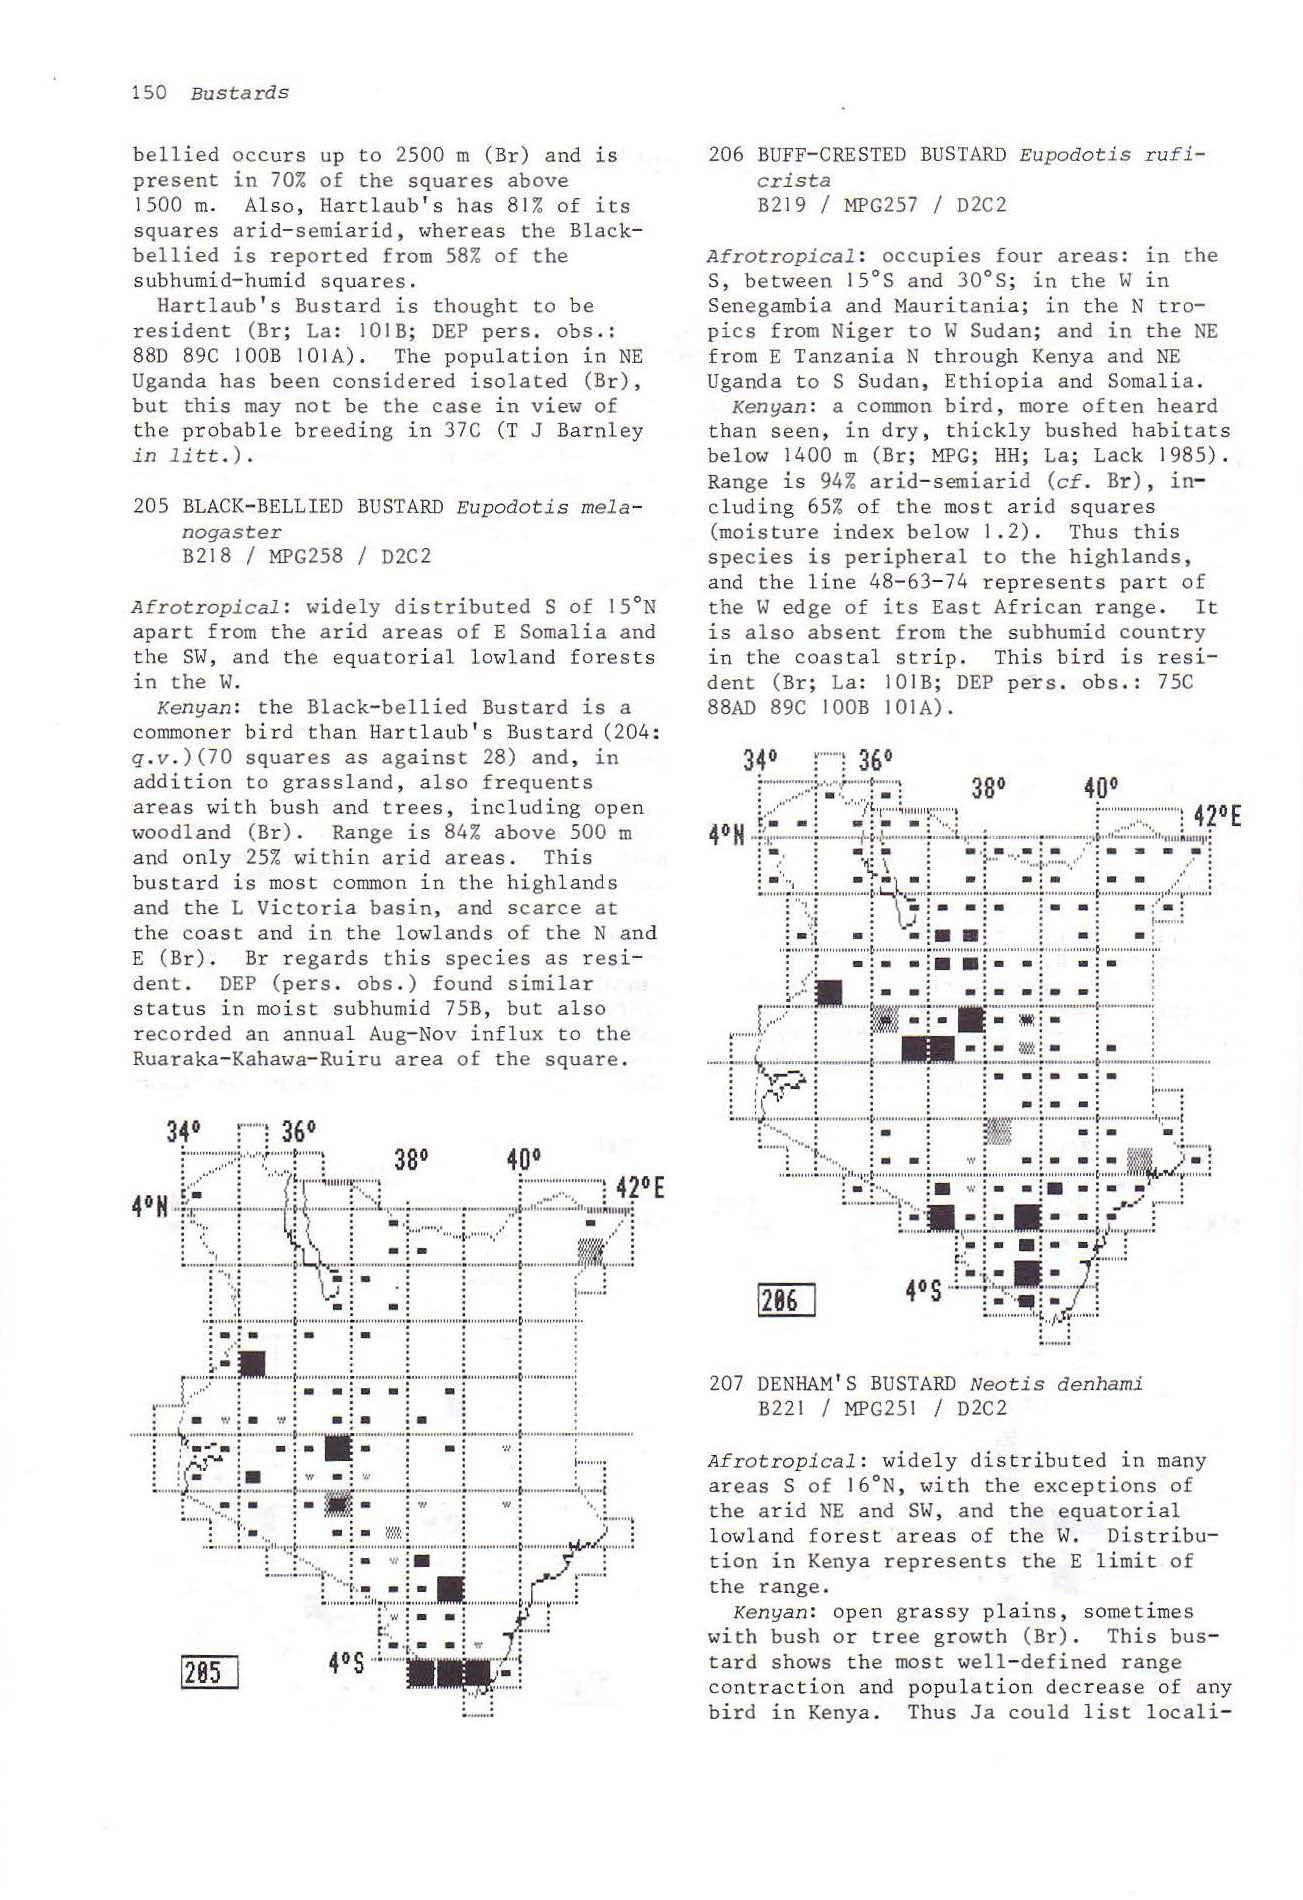 150 Bustards
bellied occurs up to 2500 m (Br) and is
present in 70% of the squares above
1500 m. Also, Hartlaub's has 81% of its
squares arid-semiarid, whereas the Black-
bellied is reported from 58% of the
subhumid-humid squares.
Hartlaub's Bustard is thought to be
resident (Br; La: 101B; DEP pers. obs.:
88D 89C 100B 101A). The population in NE
Uganda has been considered isolated (Br),
but this may not be the case in view of
the probable breeding in 37C (T J Barnley
in litt.).
205 BLACK-BELLIED BUSTARD Eupodotis mela-
nogaster
B218 / MPG258 / D2C2
Afrotropical: widely distributed S of 15°N
apart from the arid areas of E Somalia and
the SW, and the equatorial lowland forests
in the W.
Kenyan: the Black-bellied Bustard is a
commoner bird than Hartlaub's Bustard (204:
q.v.)(70 squares as against 28) and, in
addition to grassland, also frequents
areas with bush and trees, including open
woodland (Br). Range is 84% above 500 m
and only 25% within arid areas. This
bustard is most common in the highlands
and the L Victoria basin, and scarce at
the coast and in the lowlands of the N and
E (Br). Br regards this species as resi-
dent. DEP (pers. obs.) found similar
status in moist subhumid 75B, but also
recorded an annual Aug-Nov influx to the
Ruaraka-Kahawa-Ruiru area of the square.
34° 36°
38° 40°
42°E
4°N
4°S
205
206 BUFF-CRESTED BUSTARD Eupodotis rufi-
crista
B219 / MPG257 / D2C2
Afrotropical: occupies four areas: in the
S, between 15°S and 30°S; in the W in
Senegambia and Mauritania; in the N tro-
pics from Niger to W Sudan; and in the NE
from E Tanzania N through Kenya and NE
Uganda to S Sudan, Ethiopia and Somalia.
Kenyan: a common bird, more often heard
than seen, in dry, thickly bushed habitats
below 1400 m (Br; MPG; HH; La; Lack 1985).
Range is 94% arid-semiarid (cf. Br), in-
cluding 65% of the most arid squares
(moisture index below 1.2). Thus this
species is peripheral to the highlands,
and the line 48-63-74 represents part of
the W edge of its East African range. It
is also absent from the subhumid country
in the coastal strip. This bird is resi-
dent (Br; La: 101B; DEP pers. obs.: 75C
88AD 89C 100B 101A).
34° 36°
38° 40°
42°E
4°N
4°S
206
207 DENHAM'S BUSTARD Neotis denhami
B221 / MPG251 / D2C2
Afrotropical: widely distributed in many
areas S of 16°N, with the exceptions of
the arid NE and SW, and the equatorial
lowland forest areas of the W. Distribu-
tion in Kenya represents the E limit of
the range.
Kenyan: open grassy plains, sometimes
with bush or tree growth (Br). This bus-
tard shows the most well-defined range
contraction and population decrease of any
bird in Kenya. Thus Ja could list locali-